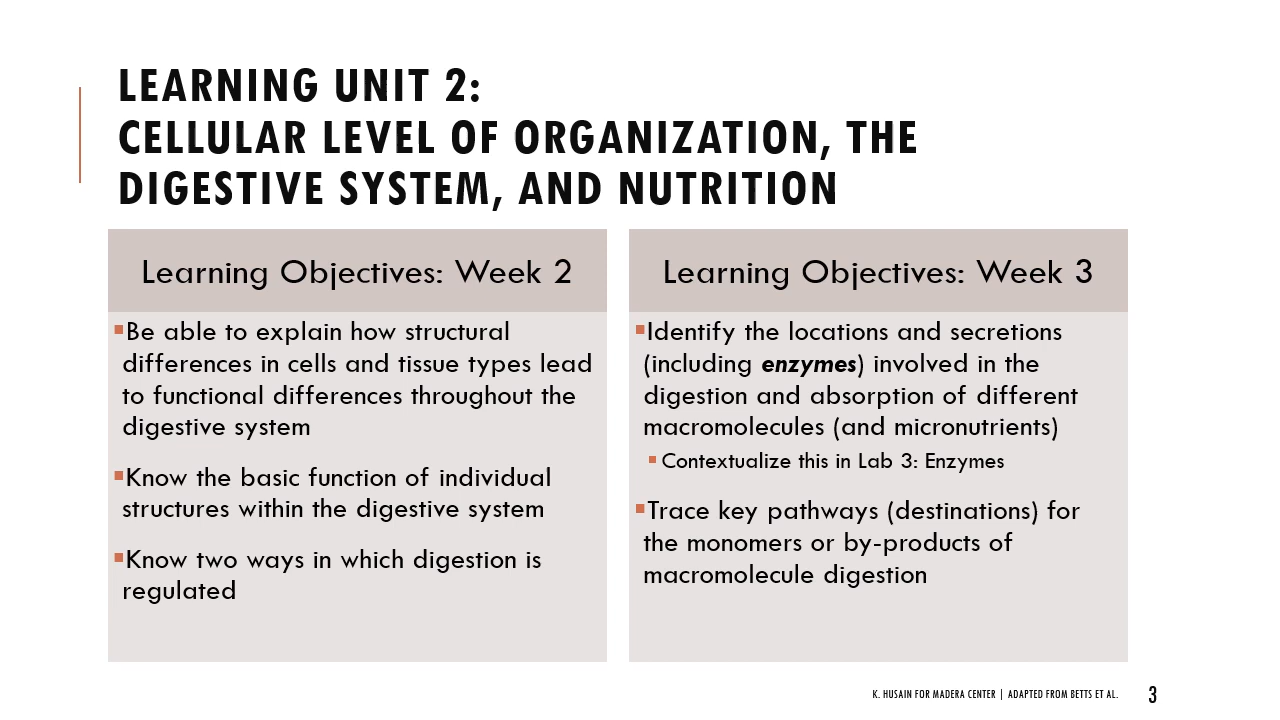 LEARNING UNIT 2:
CELLULAR LEVEL OF ORGANIZATION, THE
DIGESTIVE SYSTEM, AND NUTRITION
Learning Objectives: Week 2
▪Be able to explain how structural
differences in cells and tissue types lead
to functional differences throughout the
digestive system
▪Know the basic function of individual
structures within the digestive system
▪Know two ways in which digestion is
regulated
Learning Objectives: Week 3
▪Identify the locations and secretions
(including enzymes) involved in the
digestion and absorption of different
macromolecules (and micronutrients)
▪Contextualize this in Lab 3: Enzymes
▪Trace key pathways (destinations) for
the monomers or by-products of
macromolecule digestion
K. HUSAIN FOR MADERA CENTER | ADAPTED FROM BETTS ET AL.
3